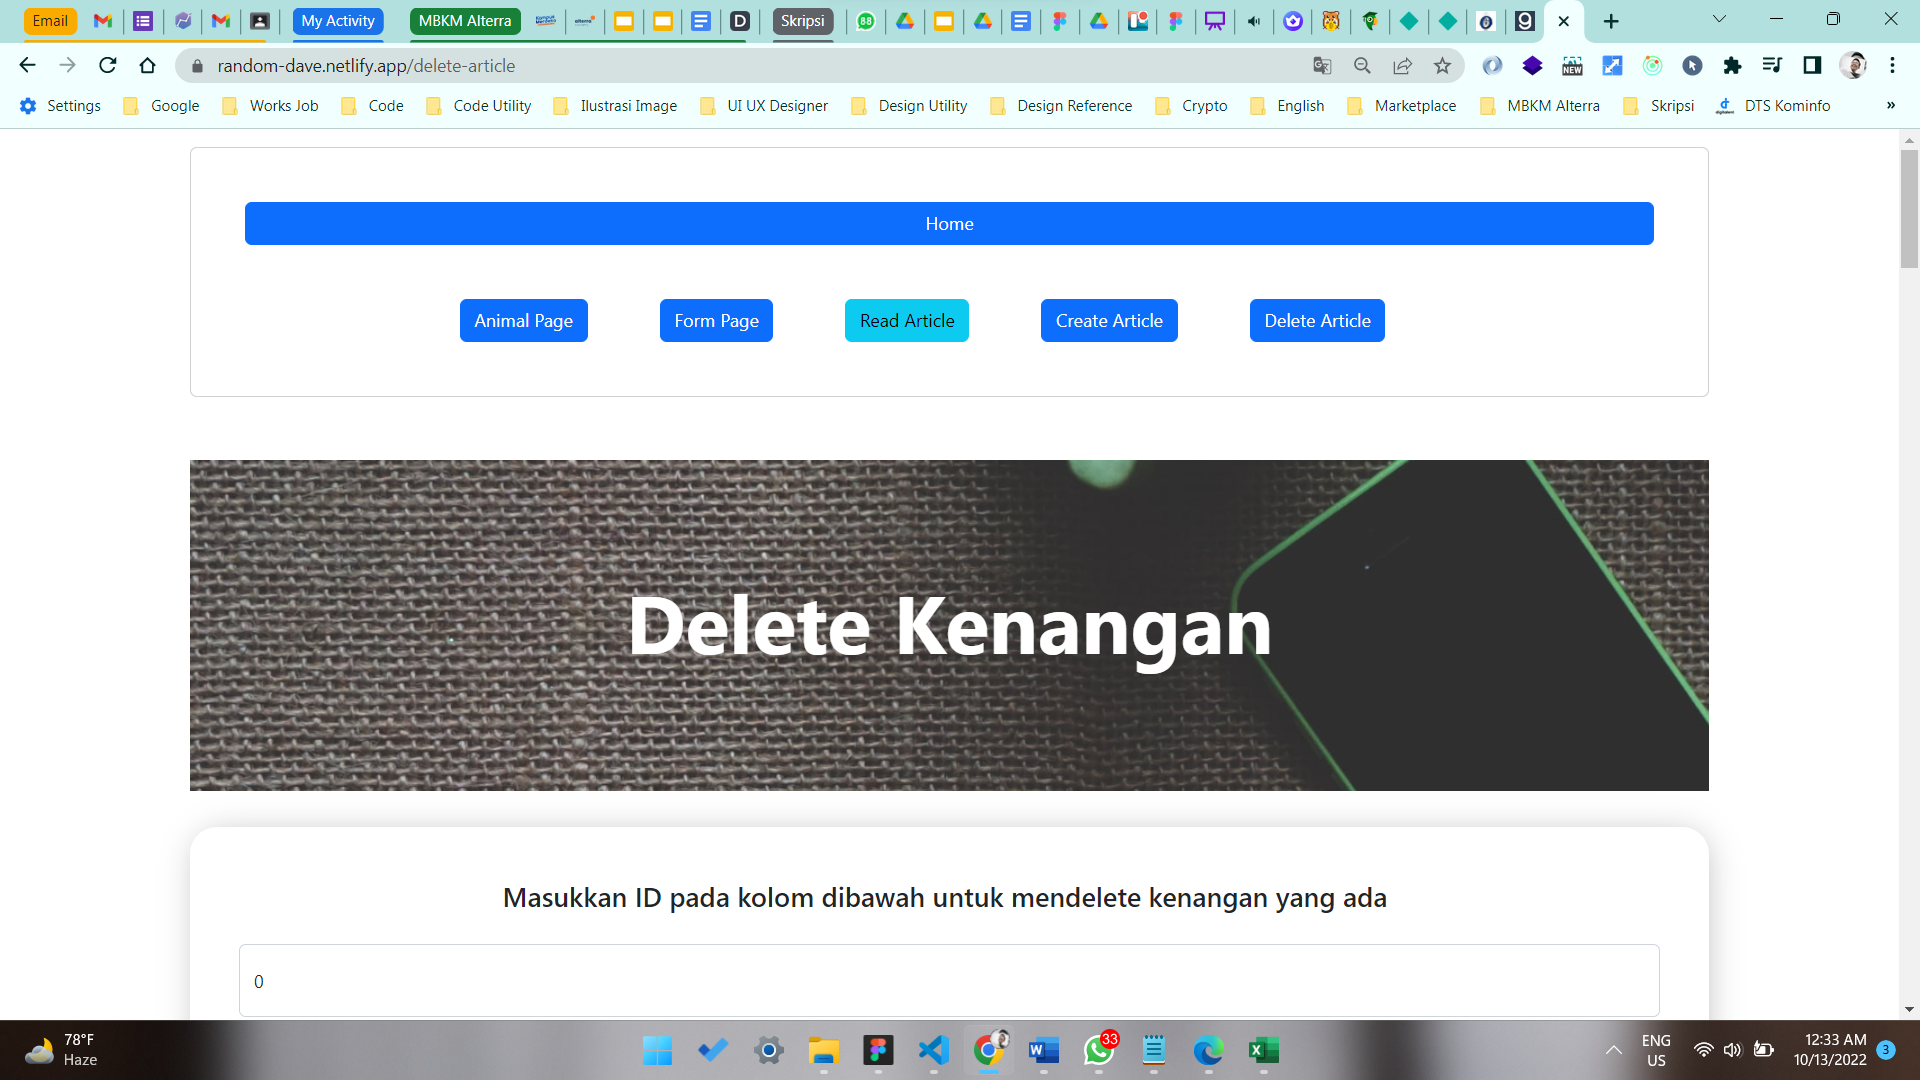 Email
My Activity
MBKM Alterra
Skripsi
88
random-dave.netlify.app/delete-article
NEW
Settings
Google
Works Job
Code
Code Utility
Ilustrasi Image
UI UX Designer
Design Utility
Design Reference
Crypto
English
Marketplace
MBKM Alterra
Skripsi
DTS Kominfo
»
Home
Animal Page
Form Page
Read Article
Create Article
Delete Article
Delete Kenangan
Masukkan ID pada kolom dibawah untuk mendelete kenangan yang ada
0
78°F
Haze
33
ENG
US
12:33 AM
10/13/2022
3